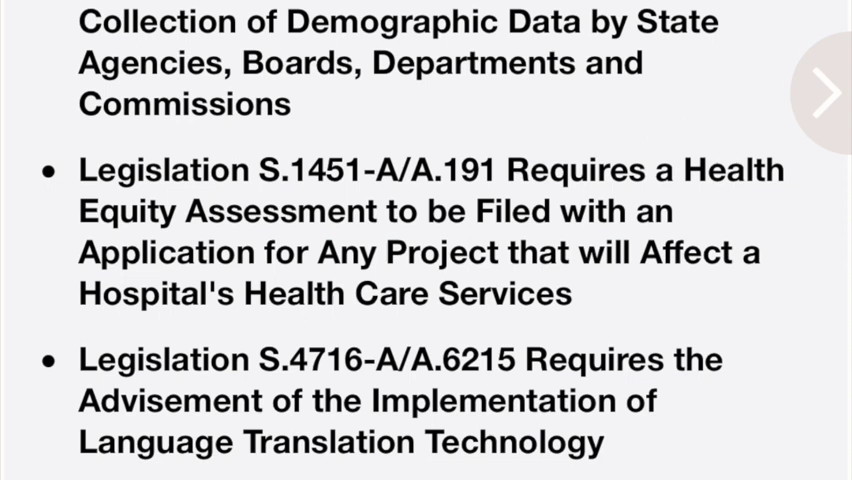 Collection of Demographic Data by State
Agencies, Boards, Departments and
Commissions
• Legislation S.1451-A/A.191 Requires a Health
Equity Assessment to be Filed with an
Application for Any Project that will Affect a
Hospital's Health Care Services
• Legislation S.4716-A/A.6215 Requires the
Advisement of the Implementation of
Language Translation Technology